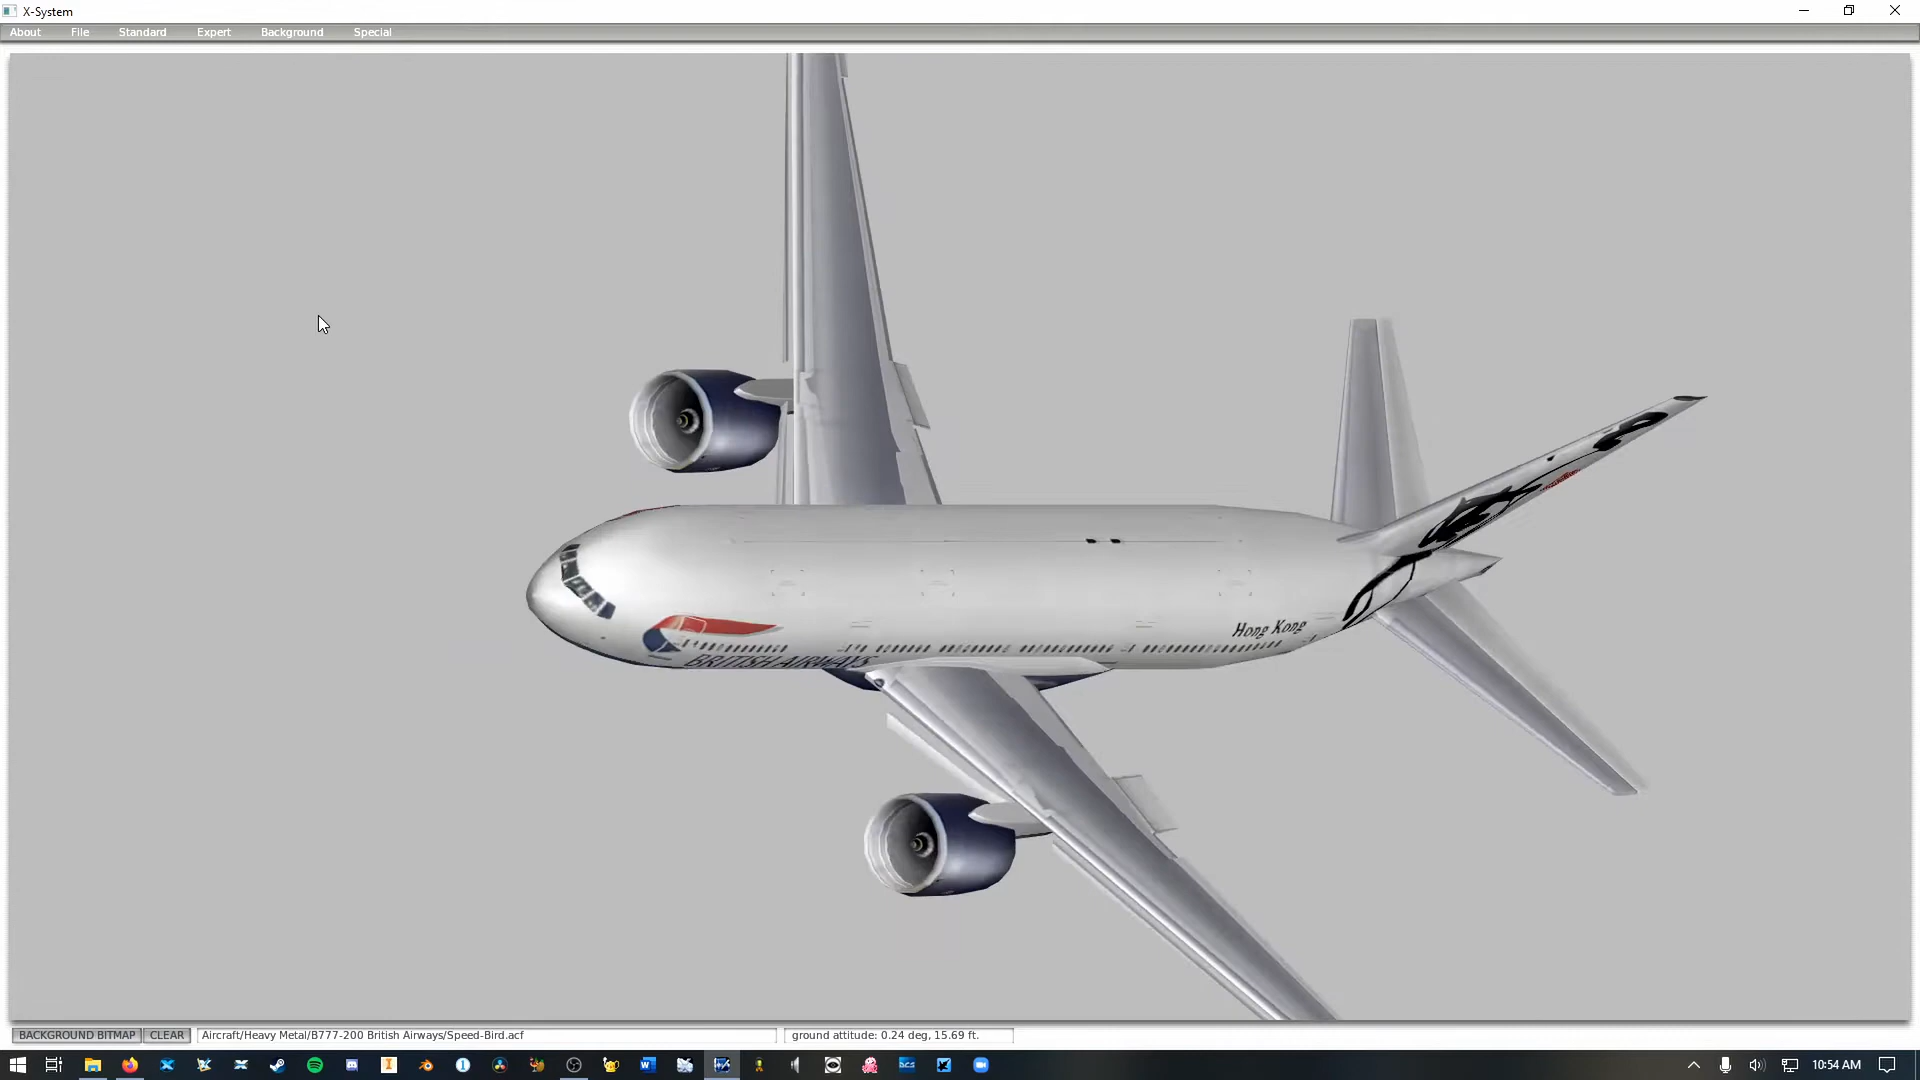 X-System
About File Standard Expert Background Special
Hong Kong
BRITISH AIRWAYS
BACKGROUND BITMAP CLEAR Aircraft/Heavy Metal/B777-200 British Airways/Speed-Bird.acf ground attitude: 0.24 deg, 15.69 ft.
10:54 AM